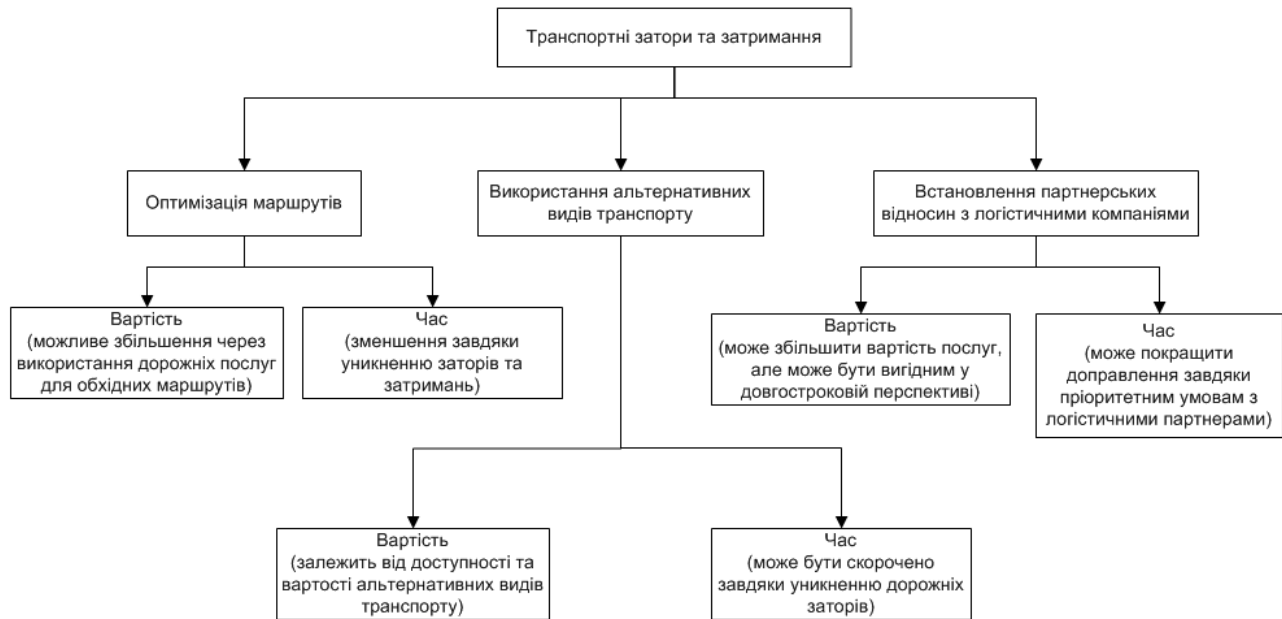 Транспортні затори та затримання
Оптимізація маршрутів
Використання альтернативних
видів транспорту
Встановлення партнерських
відносин з логістичними компаніями
Вартість
(можливе збільшення через
використання дорожніх послуг
для обхідних маршрутів)
Час
(зменшення завдяки
уникненню заторів та
затримань)
Вартість
(може збільшити вартість послуг,
але може бути вигідним у
довгостроковій перспективі)
Час
(може покращити
доправлення завдяки
пріоритетним умовам з
логістичними партнерами)
Вартість
(залежить від доступності та
вартості альтернативних видів
транспорту)
Час
(може бути скорочено
завдяки уникненню дорожніх
заторів)